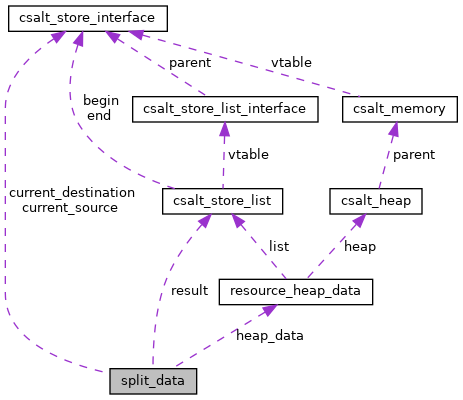 csalt_store_interface
parent
vtable
begin
end
csalt_store_list_interface
csalt_memory
vtable
parent
current_destination
current_source
csalt_store_list
csalt_heap
list
heap
result
resource_heap_data
heap_data
split_data